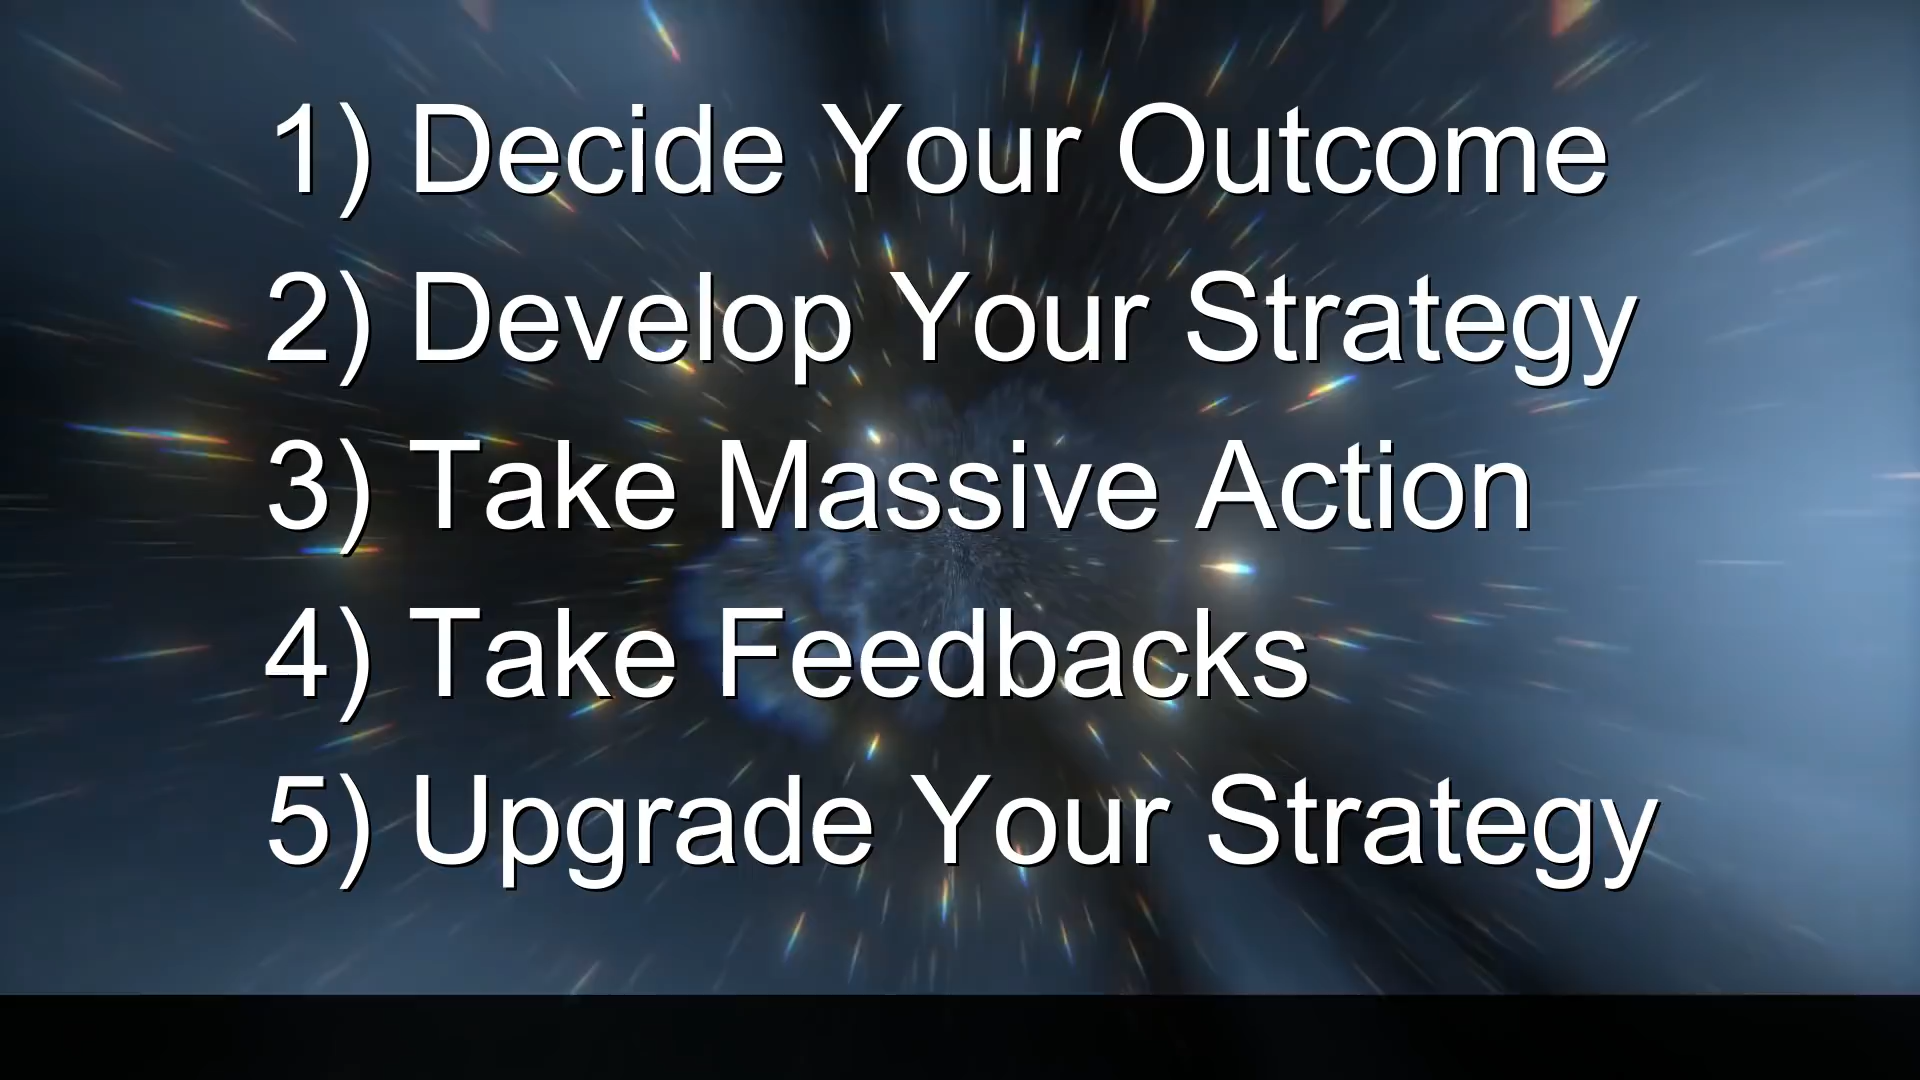 1) Decide Your Outcome
2) Develop Your Strategy
3) Take Massive Action
4) Take Feedbacks
5) Upgrade Your Strategy